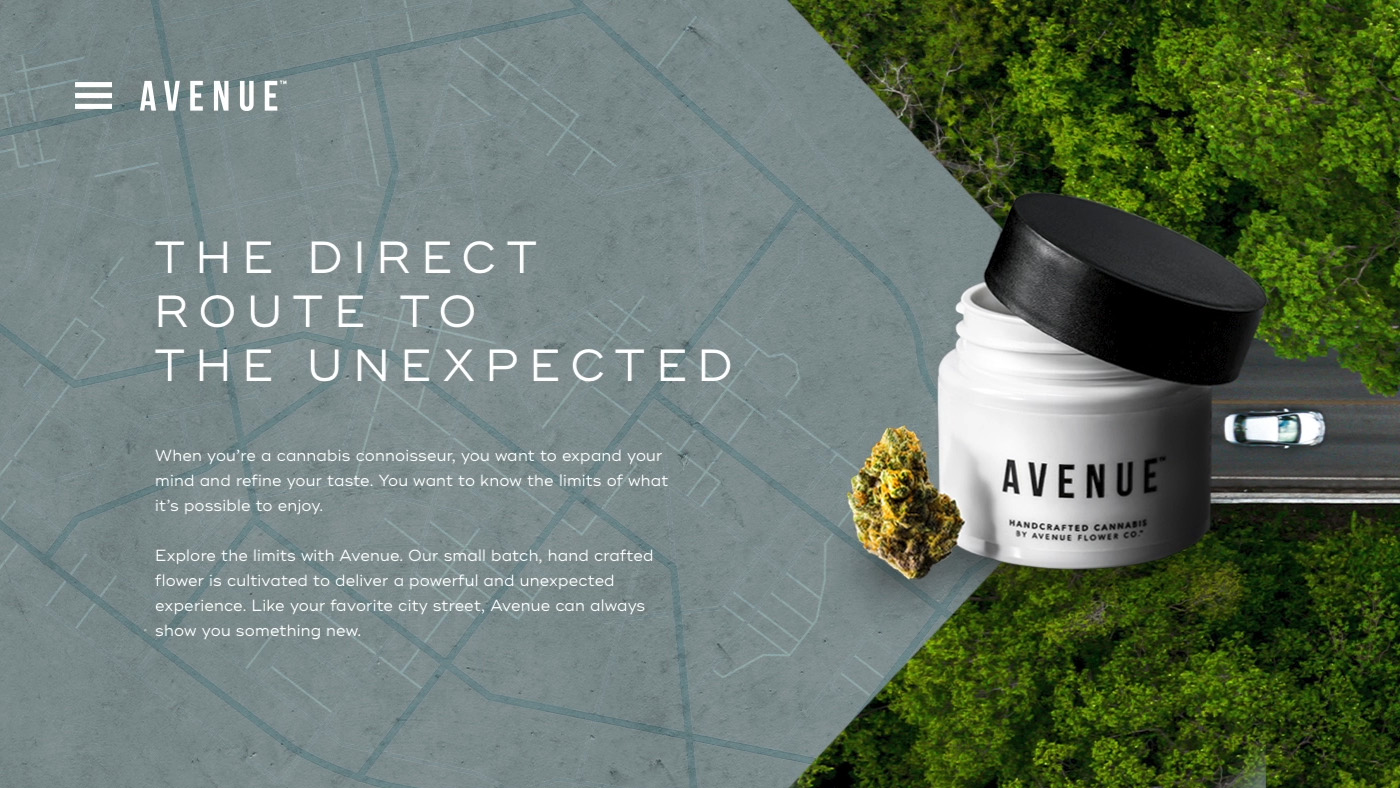 AVENUE™
THE DIRECT
ROUTE TO
THE UNEXPECTED
When you’re a cannabis connoisseur, you want to expand your
mind and refine your taste. You want to know the limits of what
it’s possible to enjoy.
Explore the limits with Avenue. Our small batch, hand crafted
flower is cultivated to deliver a powerful and unexpected
experience. Like your favorite city street, Avenue can always
show you something new.
AVENUE™
HANDCRAFTED CANNABIS
BY AVENUE FLOWER CO.™